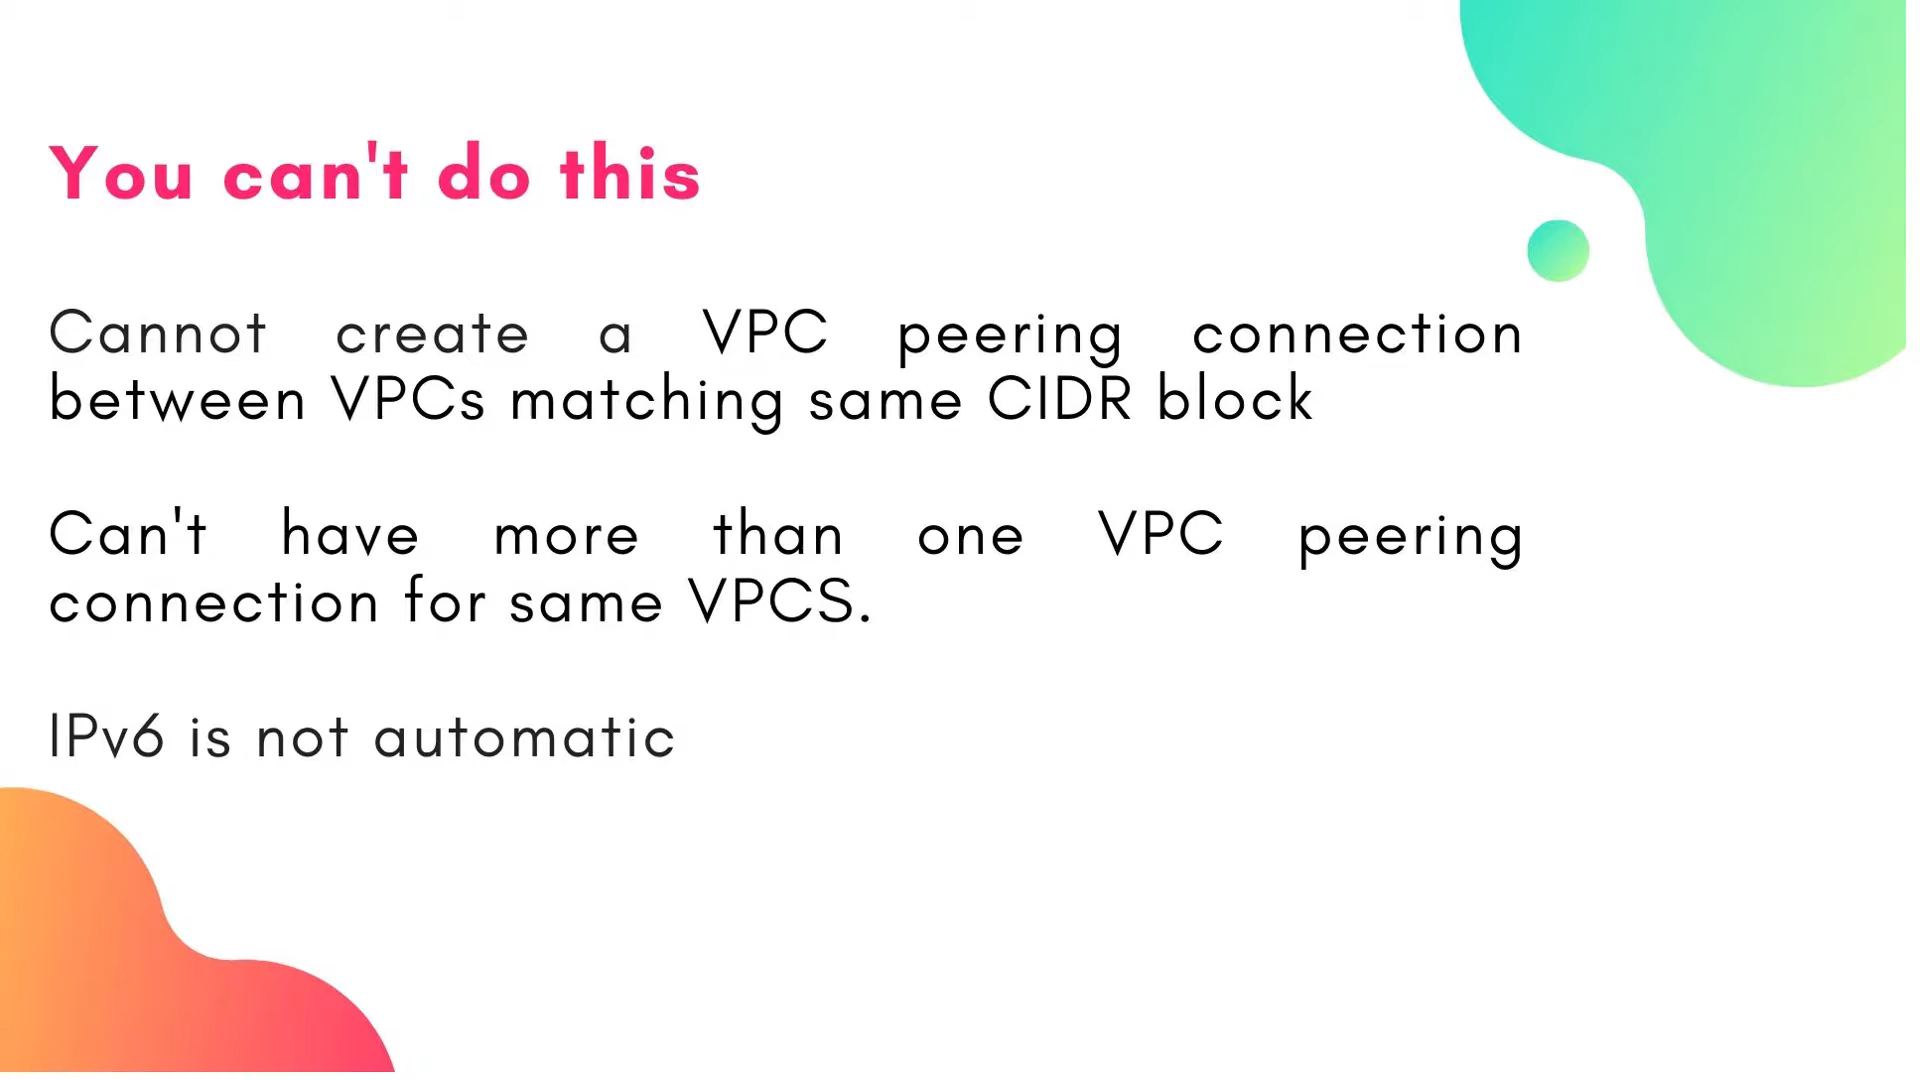 You can't do this
Cannot create a VPC peering connection
between VPCs matching same CIDR block
Can't have more than one VPC peering
connection for same VPCS.
IPv6 is not automatic